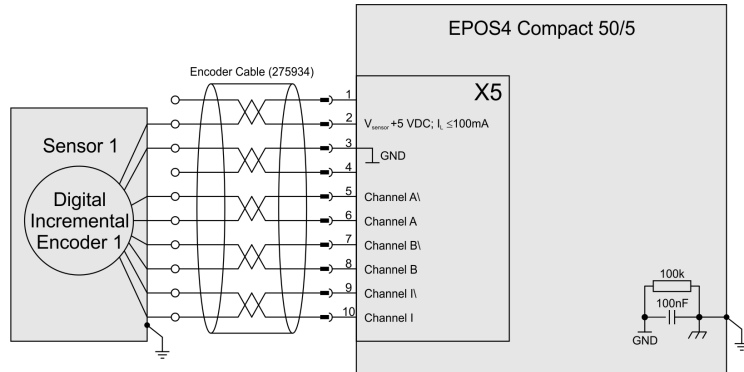 EPOS4 Compact 50/5
Encoder Cable (275934)
X5
Sensor 1
Digital
Incremental
Encoder 1
1
2 Vsensor +5 VDC; IL ≤100mA
3
GND
4
5 Channel A\
6 Channel A
7 Channel B\
8 Channel B
9 Channel I\
10 Channel I
100k
100nF
GND